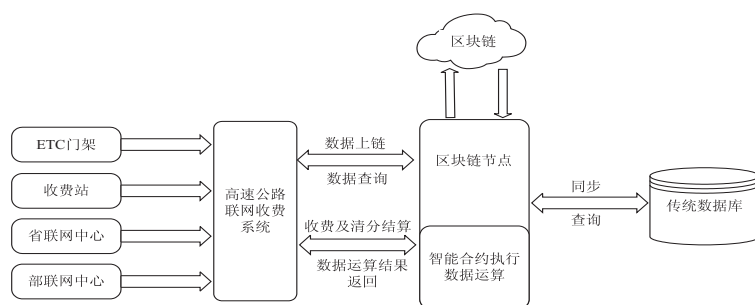 区块链
ETC门架
收费站
省联网中心
部联网中心
高速公路
联网收费
系统
数据上链
数据查询
收费及清分结算
数据运算结果
返回
区块链节点
智能合约执行
数据运算
同步
查询
传统数据库